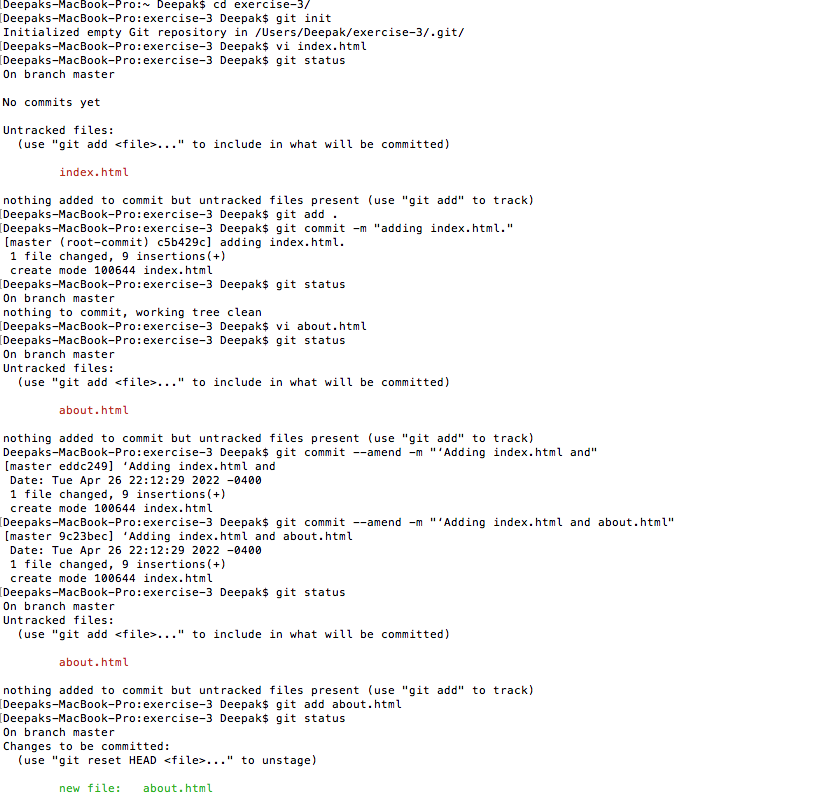 [Deepaks-MacBook-Pro:~ Deepak$ cd exercise-3/
[Deepaks-MacBook-Pro:exercise-3 Deepak$ git init
Initialized empty Git repository in /Users/Deepak/exercise-3/.git/
[Deepaks-MacBook-Pro:exercise-3 Deepak$ vi index.html
[Deepaks-MacBook-Pro:exercise-3 Deepak$ git status
On branch master

No commits yet

Untracked files:
  (use "git add <file>..." to include in what will be committed)

        index.html

nothing added to commit but untracked files present (use "git add" to track)
[Deepaks-MacBook-Pro:exercise-3 Deepak$ git add .
[Deepaks-MacBook-Pro:exercise-3 Deepak$ git commit -m "adding index.html."
[master (root-commit) c5b429c] adding index.html.
 1 file changed, 9 insertions(+)
 create mode 100644 index.html
[Deepaks-MacBook-Pro:exercise-3 Deepak$ git status
On branch master
nothing to commit, working tree clean
[Deepaks-MacBook-Pro:exercise-3 Deepak$ vi about.html
[Deepaks-MacBook-Pro:exercise-3 Deepak$ git status
On branch master
Untracked files:
  (use "git add <file>..." to include in what will be committed)

        about.html

nothing added to commit but untracked files present (use "git add" to track)
Deepaks-MacBook-Pro:exercise-3 Deepak$ git commit --amend -m "‘Adding index.html and"
[master eddc249] ‘Adding index.html and
 Date: Tue Apr 26 22:12:29 2022 -0400
 1 file changed, 9 insertions(+)
 create mode 100644 index.html
[Deepaks-MacBook-Pro:exercise-3 Deepak$ git commit --amend -m "‘Adding index.html and about.html"
[master 9c23bec] ‘Adding index.html and about.html
 Date: Tue Apr 26 22:12:29 2022 -0400
 1 file changed, 9 insertions(+)
 create mode 100644 index.html
[Deepaks-MacBook-Pro:exercise-3 Deepak$ git status
On branch master
Untracked files:
  (use "git add <file>..." to include in what will be committed)

        about.html

nothing added to commit but untracked files present (use "git add" to track)
[Deepaks-MacBook-Pro:exercise-3 Deepak$ git add about.html
[Deepaks-MacBook-Pro:exercise-3 Deepak$ git status
On branch master
Changes to be committed:
  (use "git reset HEAD <file>..." to unstage)

        new file:   about.html